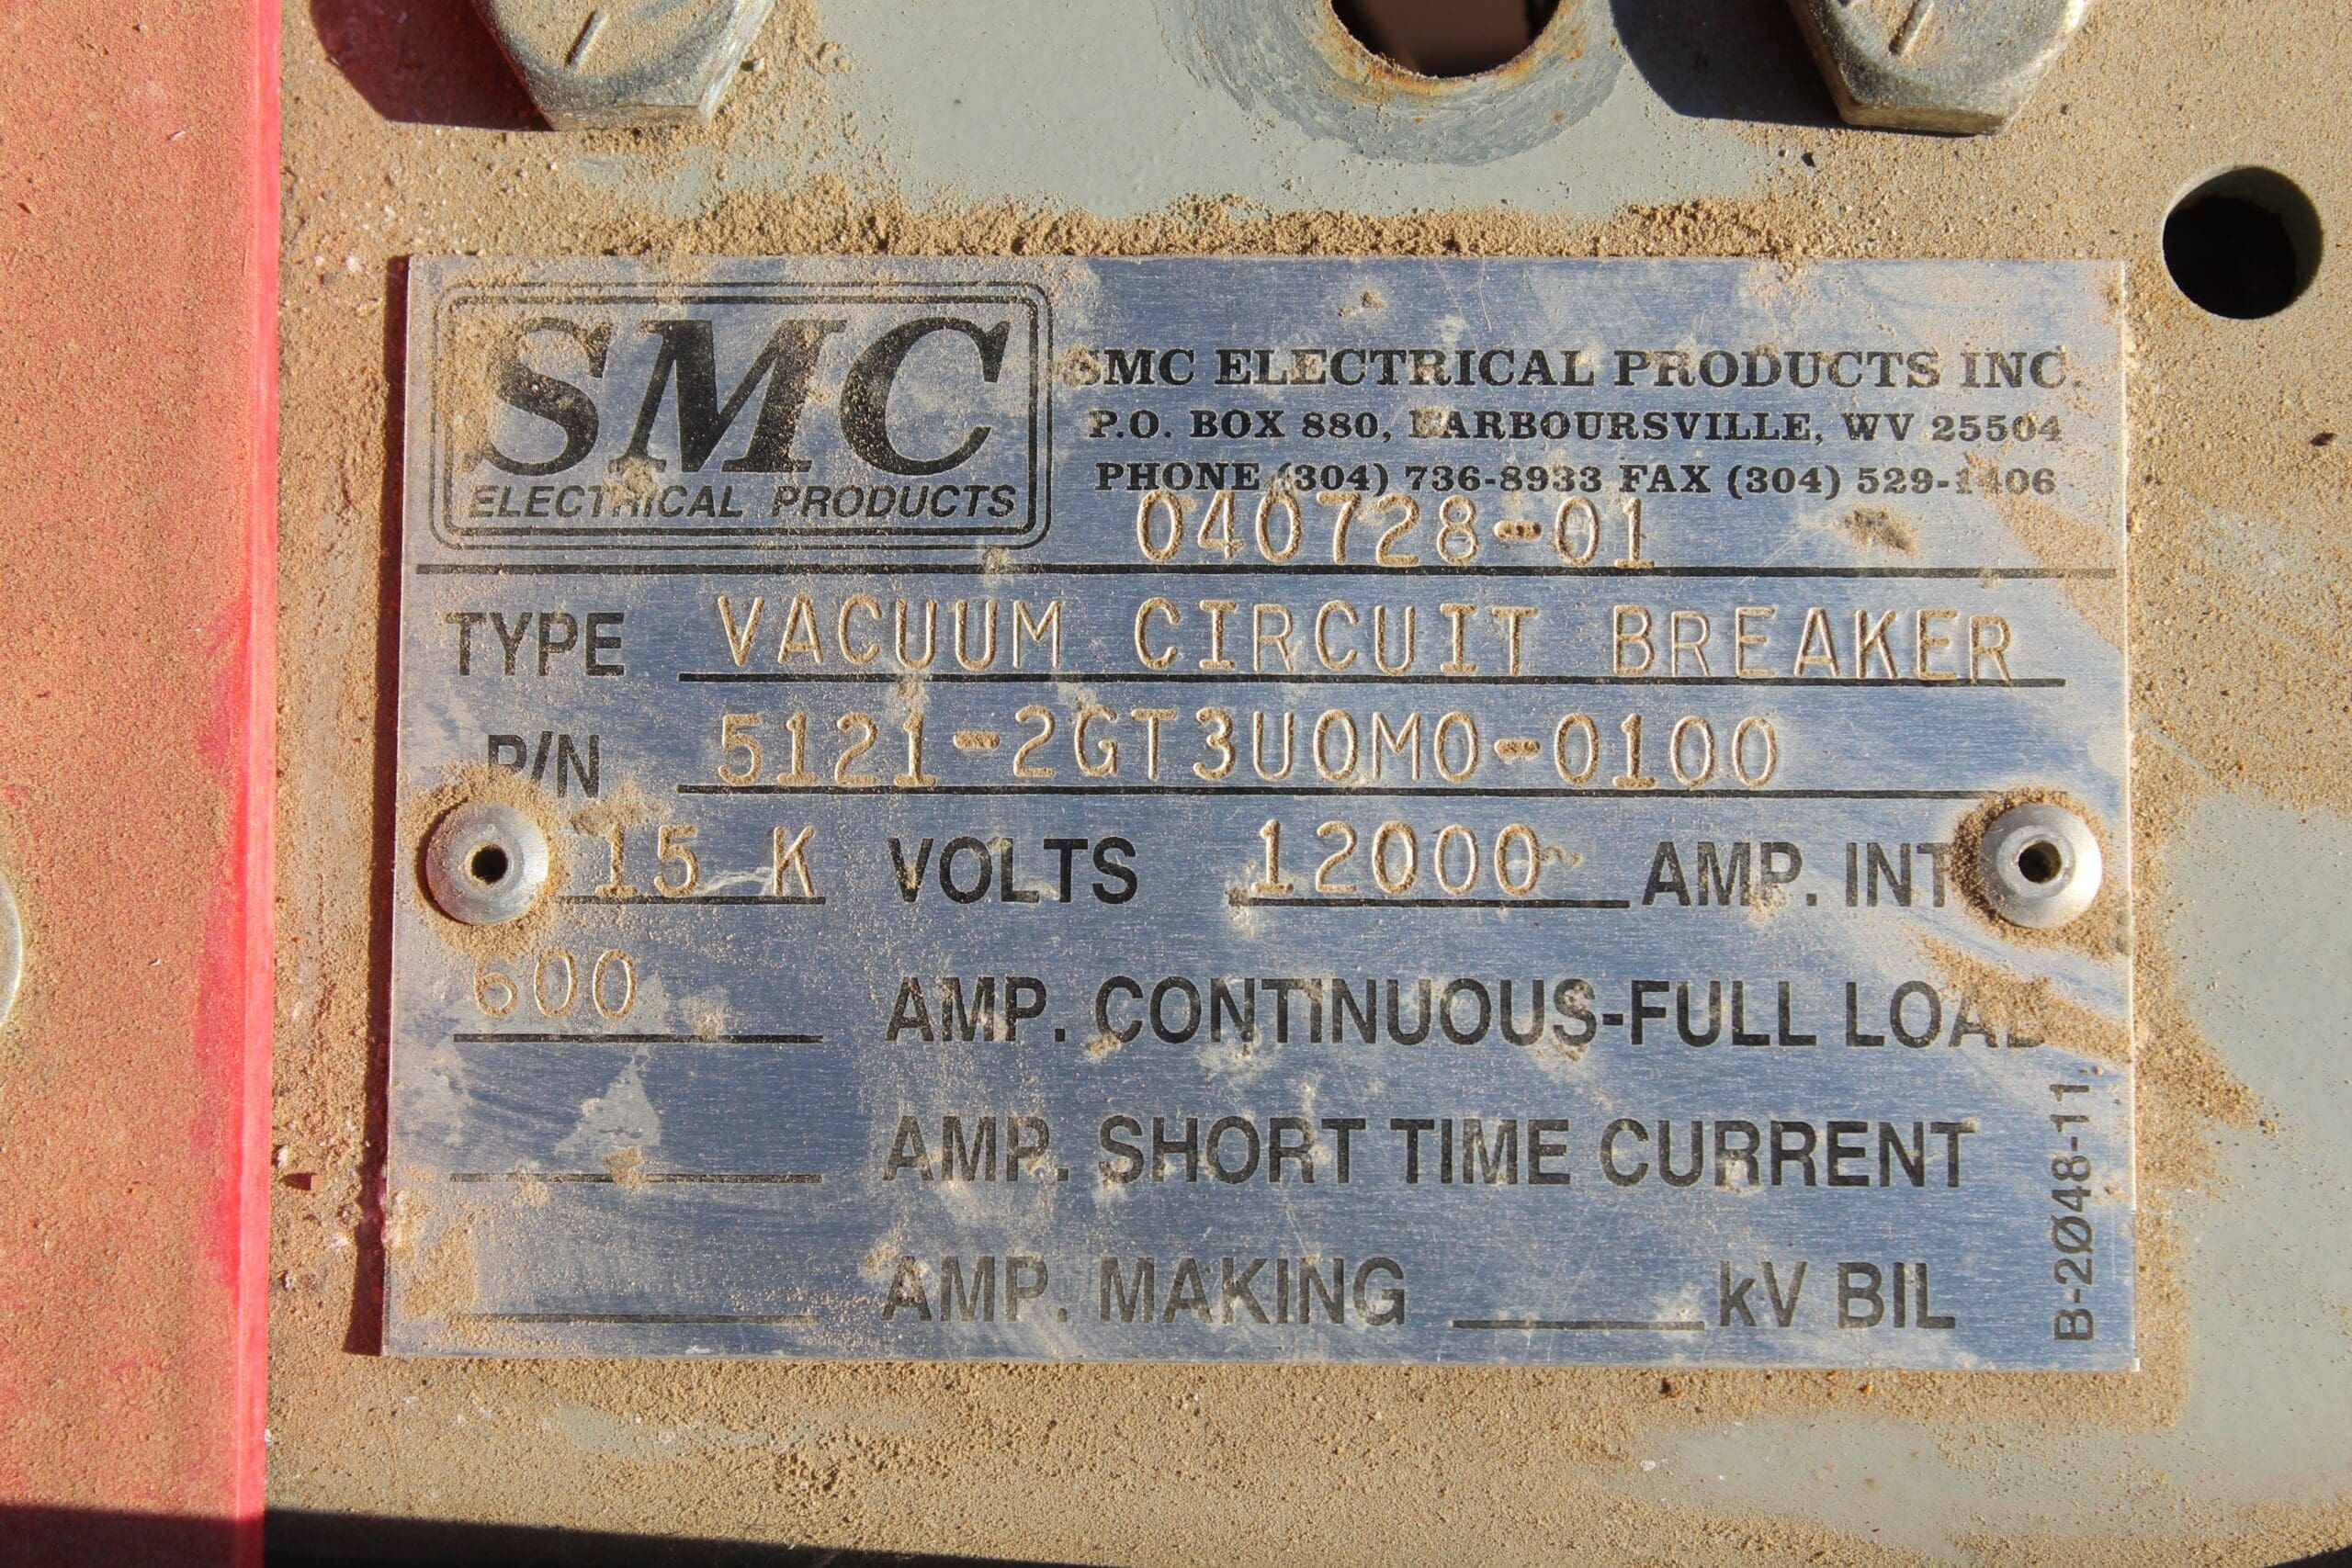 SMC
ELECTRICAL PRODUCTS
SMC ELECTRICAL PRODUCTS INC.
P.O. BOX 880, BARBOURSVILLE, WV 25504
PHONE (304) 736-8933 FAX (304) 529-1406
040728-01
TYPE VACUUM CIRCUIT BREAKER
P/N 5121-2GT3U0M0-0100
15 K VOLTS 12000 AMP. INT
600 AMP. CONTINUOUS-FULL LOAD
AMP. SHORT TIME CURRENT
AMP. MAKING kV BIL
B-2Ø48-11